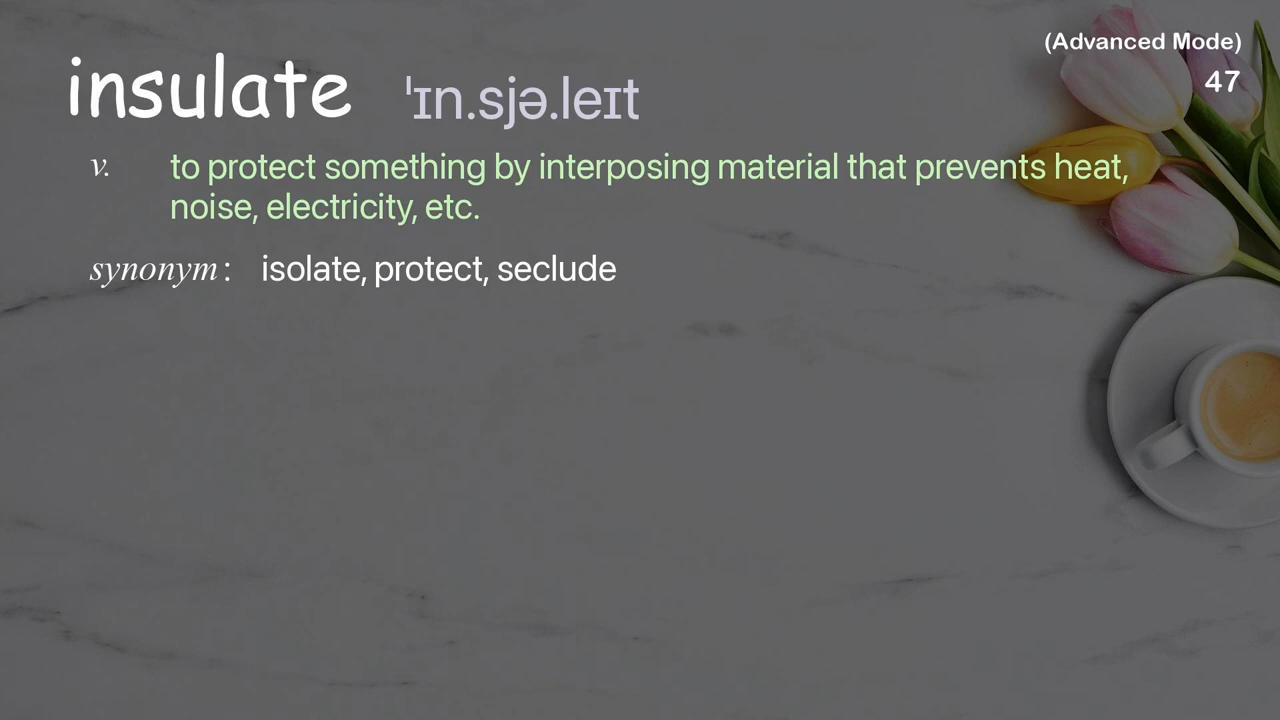 (Advanced Mode)
47
insulate ˈɪn.sjə.leɪt
v. to protect something by interposing material that prevents heat,
noise, electricity, etc.
synonym: isolate, protect, seclude